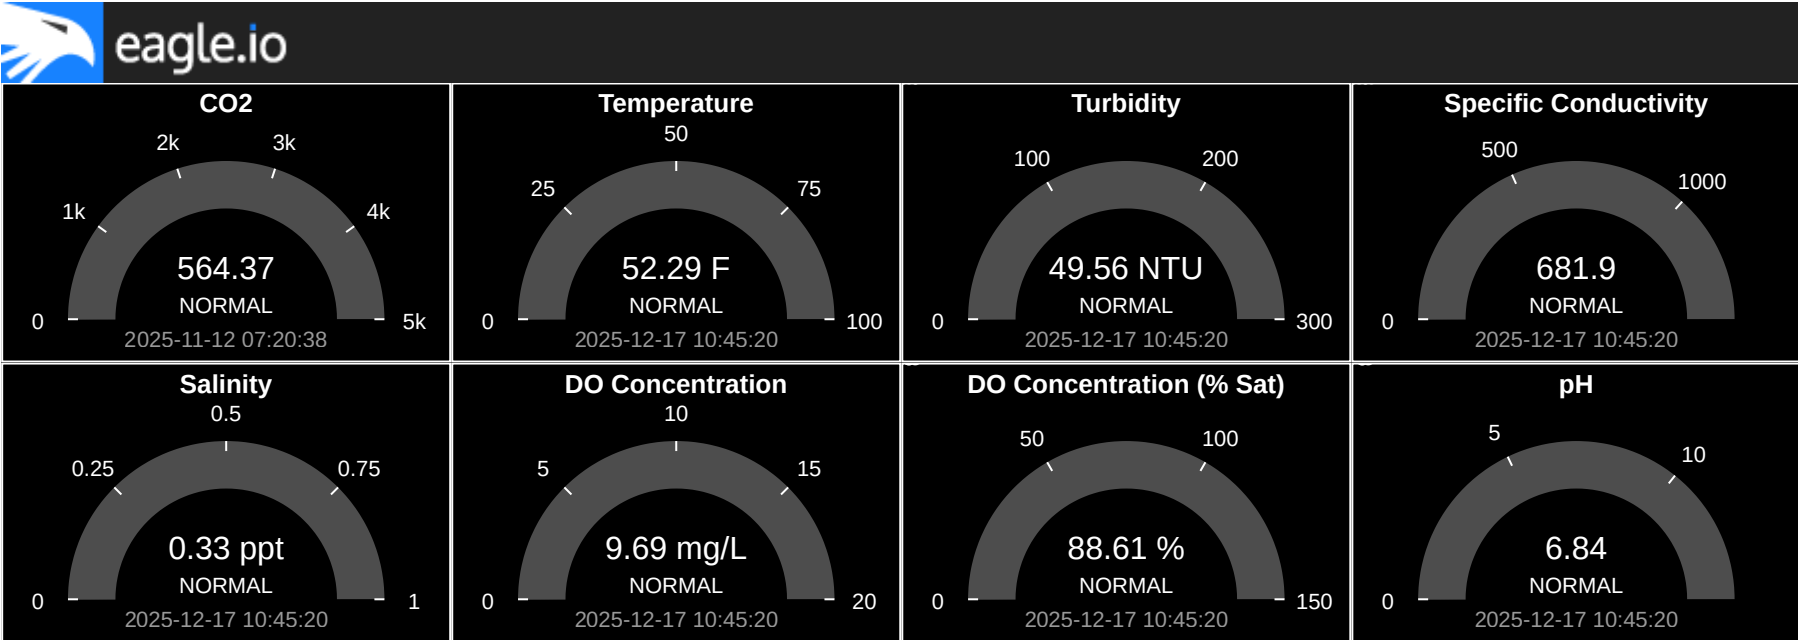 eagle.io
CO2
2k
3k
1k
4k
564.37
NORMAL
0
5k
2025-11-12 07:20:38
Temperature
50
25
75
52.29 F
NORMAL
0
100
2025-12-17 10:45:20
Turbidity
100
200
49.56 NTU
NORMAL
0
300
2025-12-17 10:45:20
Specific Conductivity
500
1000
681.9
NORMAL
0
2025-12-17 10:45:20
Salinity
0.5
0.25
0.75
0.33 ppt
NORMAL
0
1
2025-12-17 10:45:20
DO Concentration
10
5
15
9.69 mg/L
NORMAL
0
20
2025-12-17 10:45:20
DO Concentration (% Sat)
50
100
88.61 %
NORMAL
0
150
2025-12-17 10:45:20
pH
5
10
6.84
NORMAL
0
2025-12-17 10:45:20